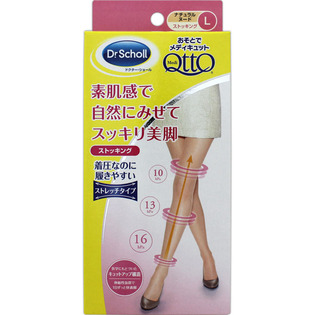 ナチュラル
ヌード
ストッキング
L
Dr.Scholl
ドクター・ショール
おそとで
メディキュット
Medi
QttO
素肌感で
自然にみせて
スッキリ美脚
ストッキング
着圧なのに
履きやすい
ストレッチタイプ
10
hPa
13
hPa
16
hPa